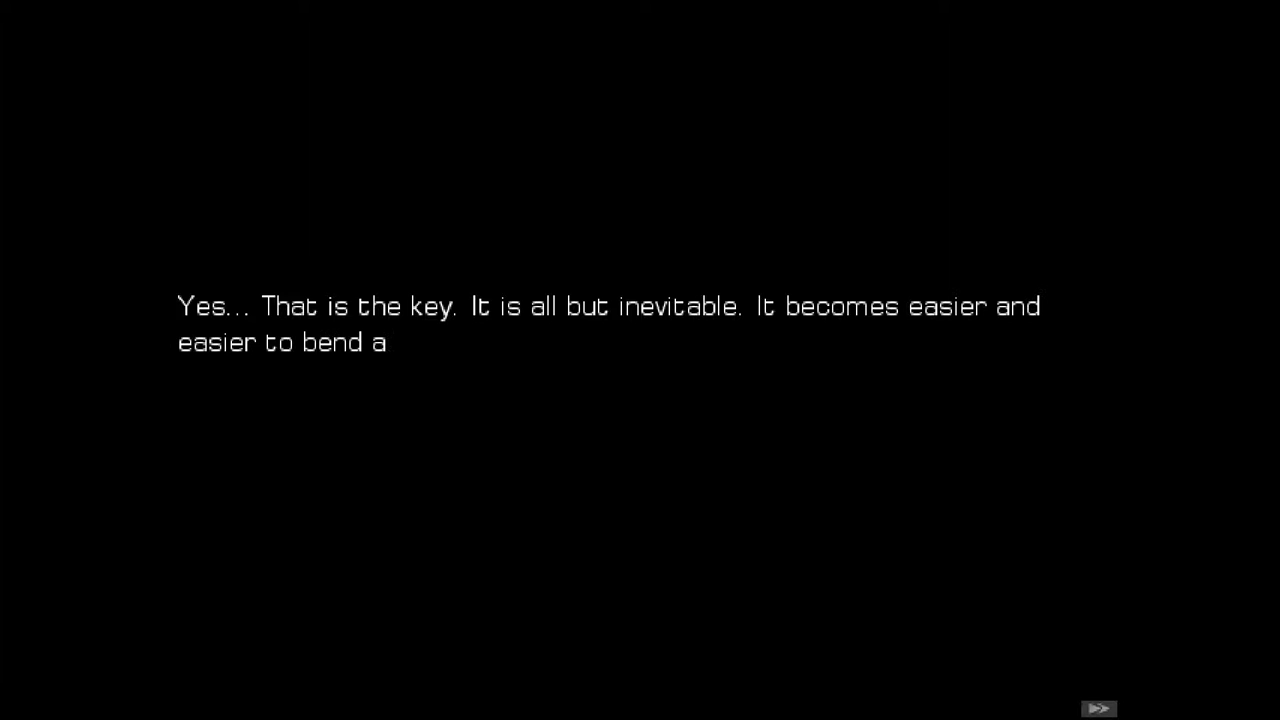 Yes... That is the key. It is all but inevitable. It becomes easier and
easier to bend a